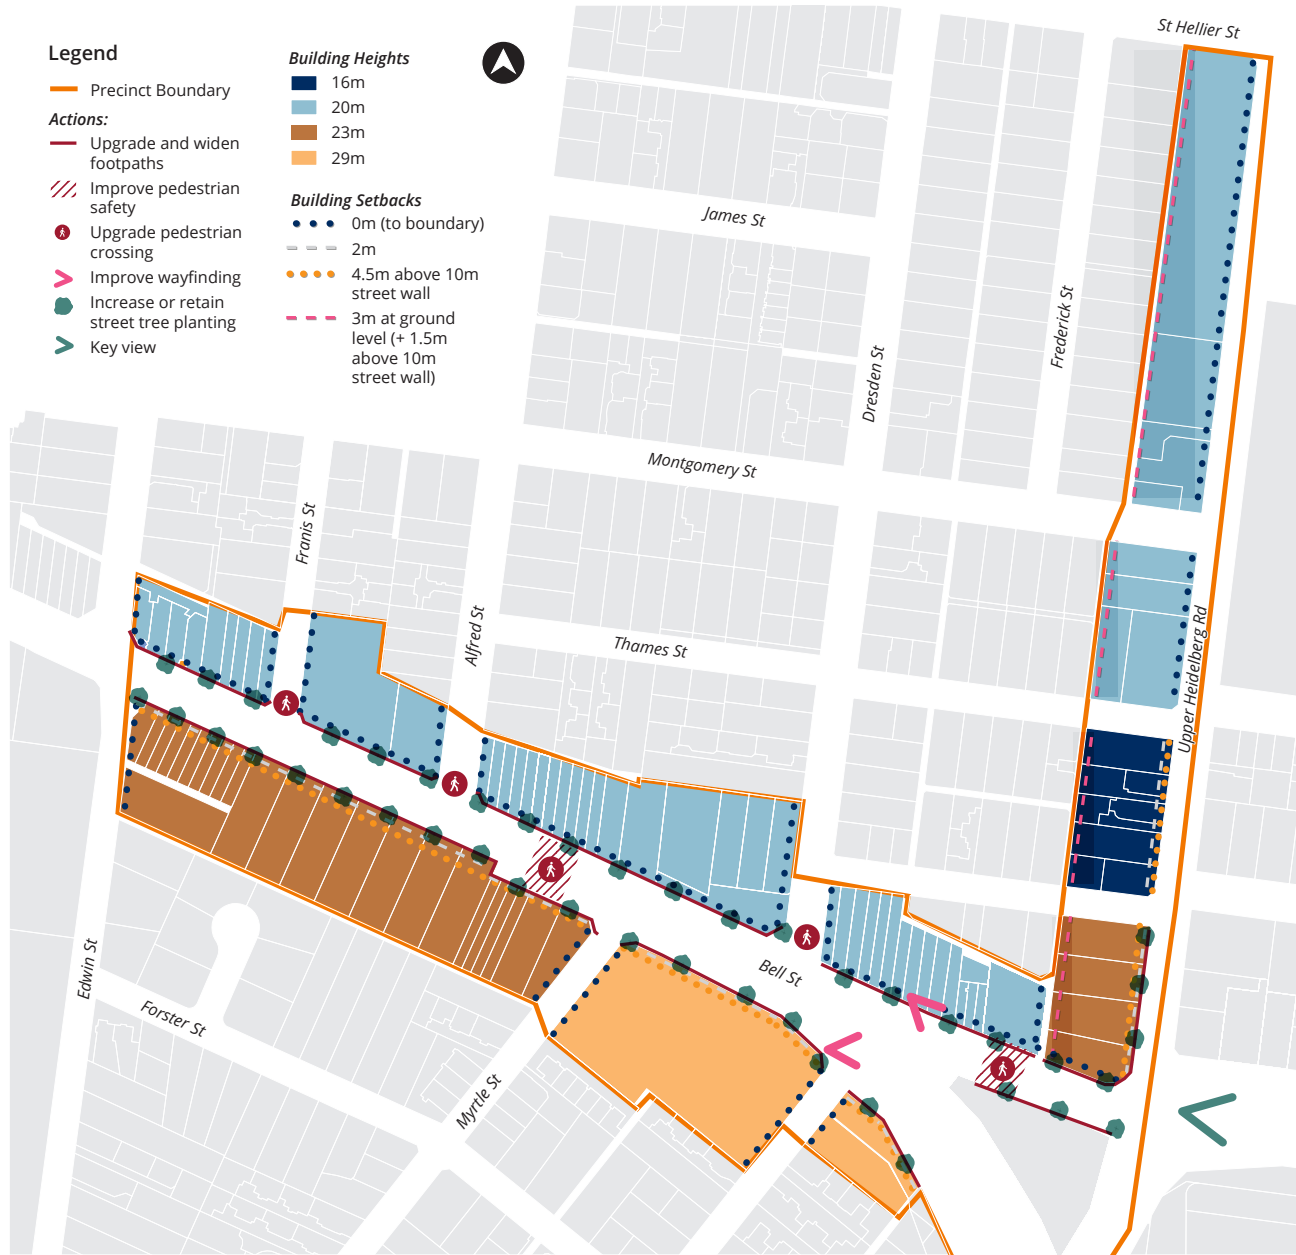 Legend
Precinct Boundary
Actions:
Upgrade and widen
footpaths
Improve pedestrian
safety
Upgrade pedestrian
crossing
Improve wayfinding
Increase or retain
street tree planting
Key view
Building Heights
16m
20m
23m
29m
Building Setbacks
0m (to boundary)
2m
4.5m above 10m
street wall
3m at ground
level (+ 1.5m
above 10m
street wall)
St Hellier St
James St
Frederick St
Dresden St
Montgomery St
Franis St
Alfred St
Thames St
Upper Heidelberg Rd
Bell St
Edwin St
Forster St
Myrtle St